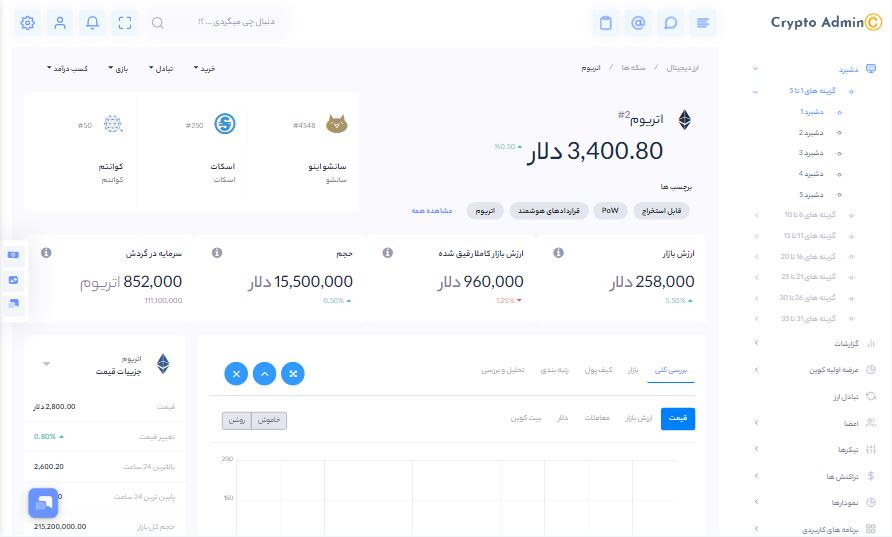 Crypto Admin
دنبال چی میگردی ... ؟!
دشبرد
گزینه های 1 تا 5
دشبرد 1
دشبرد 2
دشبرد 3
دشبرد 4
دشبرد 5
گزینه های 6 تا 10
گزینه های 11 تا 15
گزینه های 16 تا 20
گزینه های 21 تا 25
گزینه های 26 تا 30
گزینه های 31 تا 35
گزارشات
عرضه اولیه کوین
تبادل ارز
اعضا
تیکرها
تراکنش ها
نمودارها
برنامه های کاربردی
ارز دیجیتال / سکه ها / اتریوم
خرید
تبادل
بازی
کسب درآمد
اتریوم #2
3,400.80 دلار
%0.50
برچسب ها
قابل استخراج
PoW
قراردادهای هوشمند
اتریوم
مشاهده همه
#4548
سانشو اینو
سانشو
#250
اسکات
اسکات
#50
کوانتم
کوانتم
ارزش بازار
258,000 دلار
5.50%
ارزش بازار کاملا رقیق شده
960,000 دلار
1.25%
حجم
15,500,000 دلار
0.50%
سرمایه در گردش
852,000 اتریوم
111,100,000
بررسی کلی
بازار
کیف پول
رتبه بندی
تحلیل و بررسی
قیمت
ارزش بازار
معاملات
دلار
بیت کوین
خاموش
روشن
200
150
اتریوم
جزییات قیمت
قیمت
2,800.00 دلار
تغییر قیمت
0.80%
بالاترین 24 ساعت
2,600.20
پایین ترین 24 ساعت
حجم کل بازار
215,200,000.00